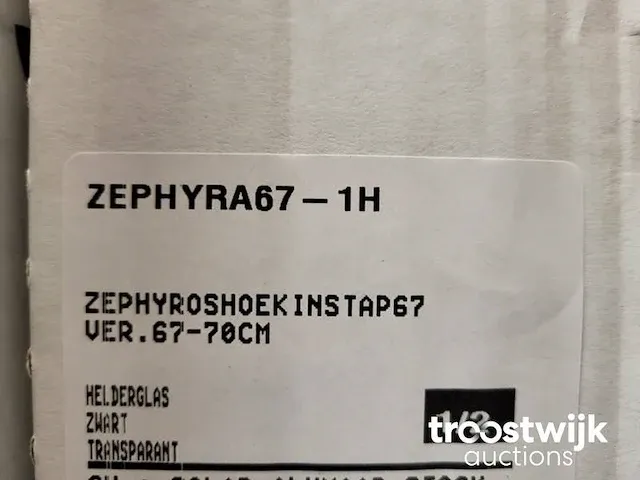 ZEPHYRA67-1H
ZEPHYROSHOEKINSTAP67
VER.67-70CM
HELDERGLAS
ZWART
1/2
TRANSPARANT
troostwijk
auctions